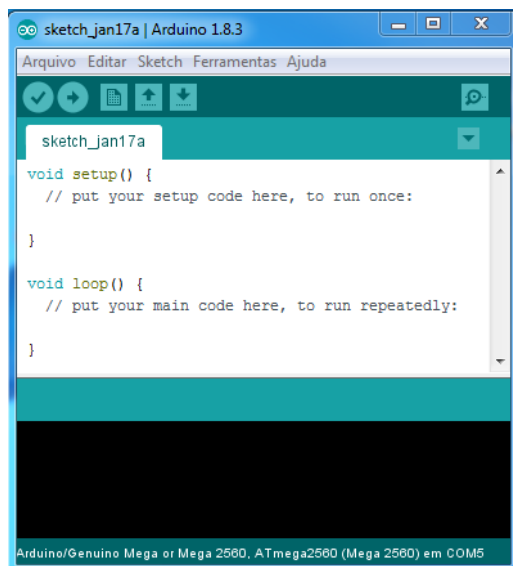 sketch_jan17a | Arduino 1.8.3
Arquivo Editar Sketch Ferramentas Ajuda
sketch_jan17a
void setup() {
  // put your setup code here, to run once:
}
void loop() {
  // put your main code here, to run repeatedly:
}
Arduino/Genuino Mega or Mega 2560, ATmega2560 (Mega 2560) em COM5